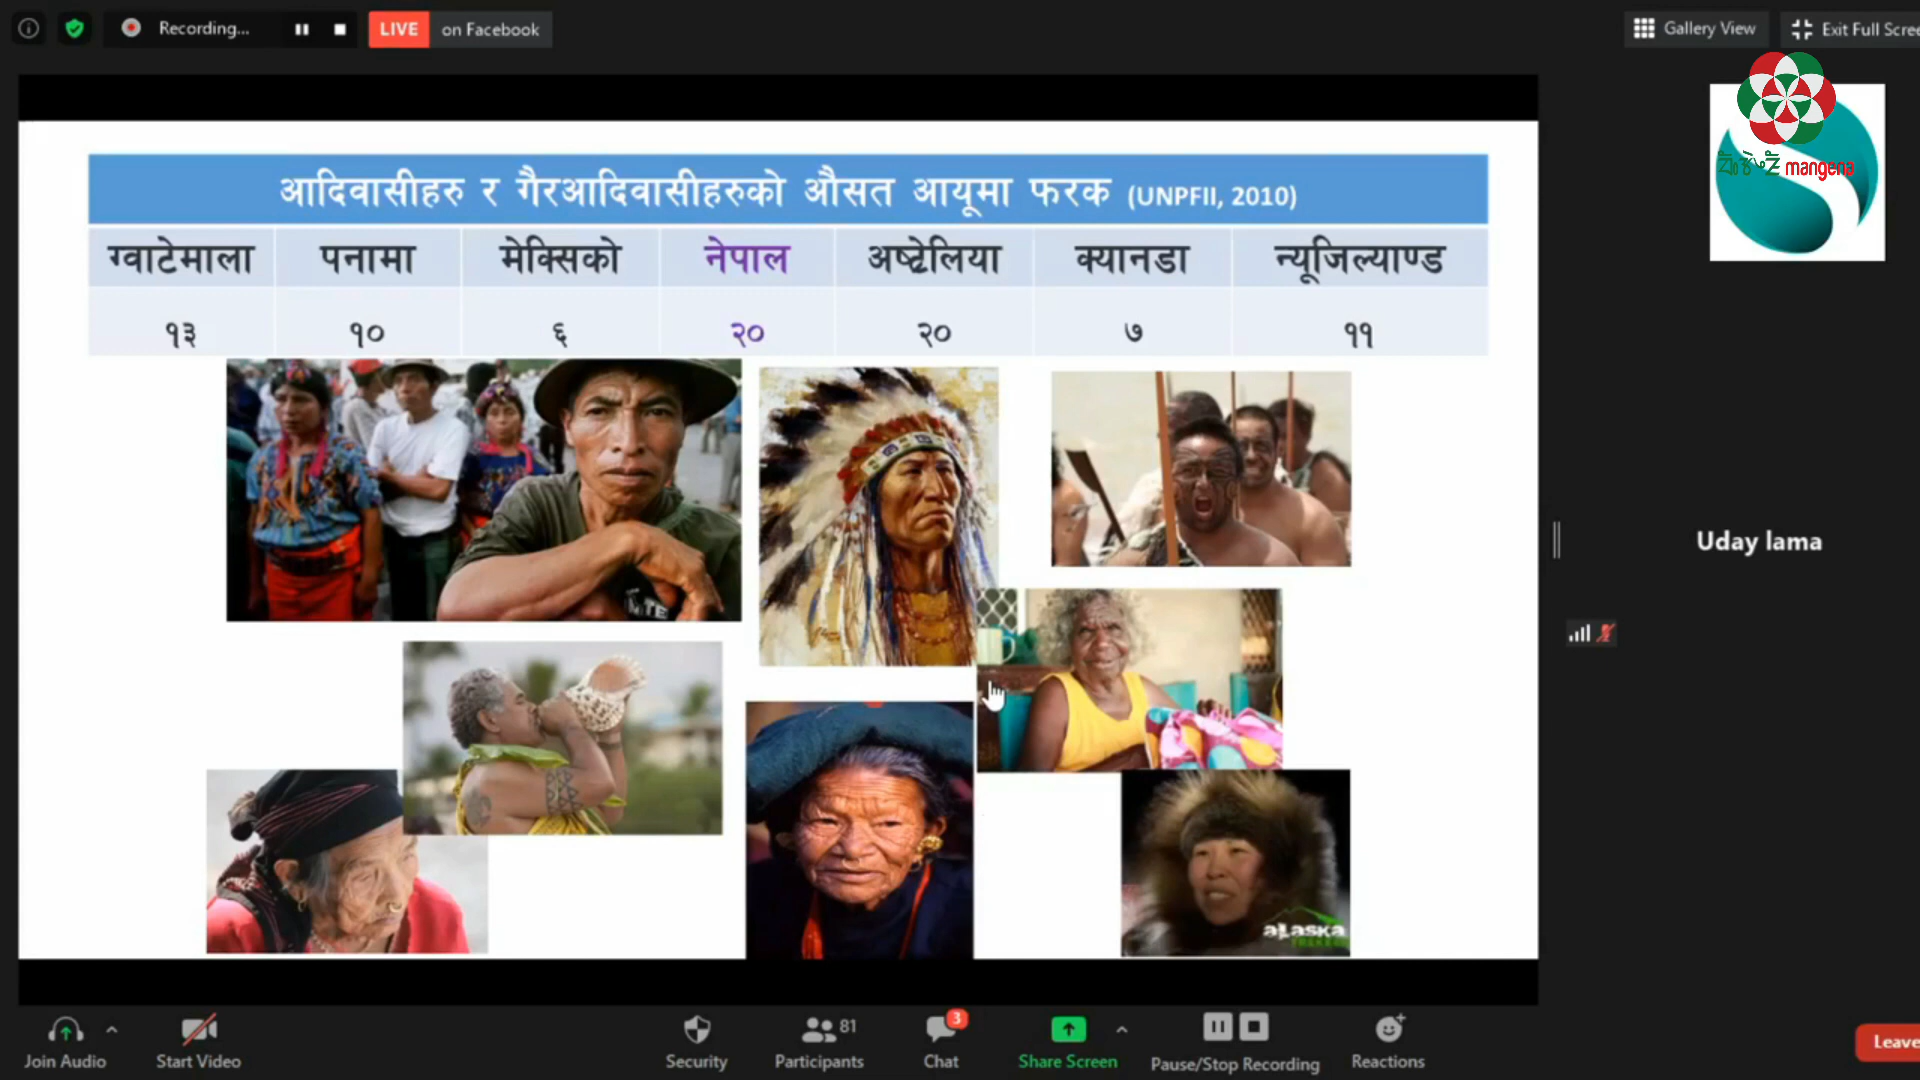 Recording...
LIVE on Facebook
Gallery View
Exit Full Scree
mangena
आदिवासीहरु र गैरआदिवासीहरुको औसत आयूमा फरक (UNPFII, 2010)
ग्वाटेमाला पनामा मेक्सिको नेपाल अष्ट्रेलिया क्यानडा न्यूजिल्याण्ड
१३ १० ६ २० २० ७ ११
Uday lama
ALASKA
Join Audio
Start Video
Security
81
Participants
3
Chat
Share Screen
Pause/Stop Recording
Reactions
Leave